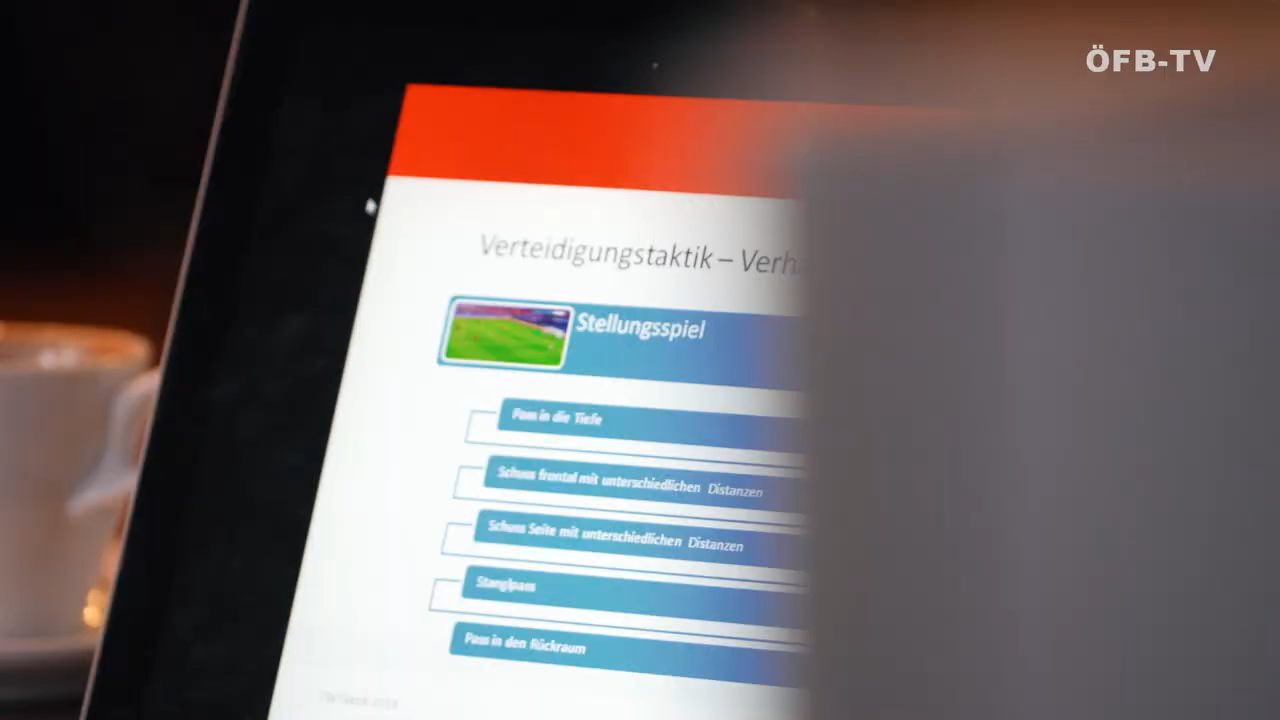 ÖFB-TV
Verteidigungstaktik – Verh
Stellungsspiel
Pass in die Tiefe
Schuss frontal mit unterschiedlichen Distanzen
Schuss Seite mit unterschiedlichen Distanzen
Stanglpass
Pass in den Rückraum